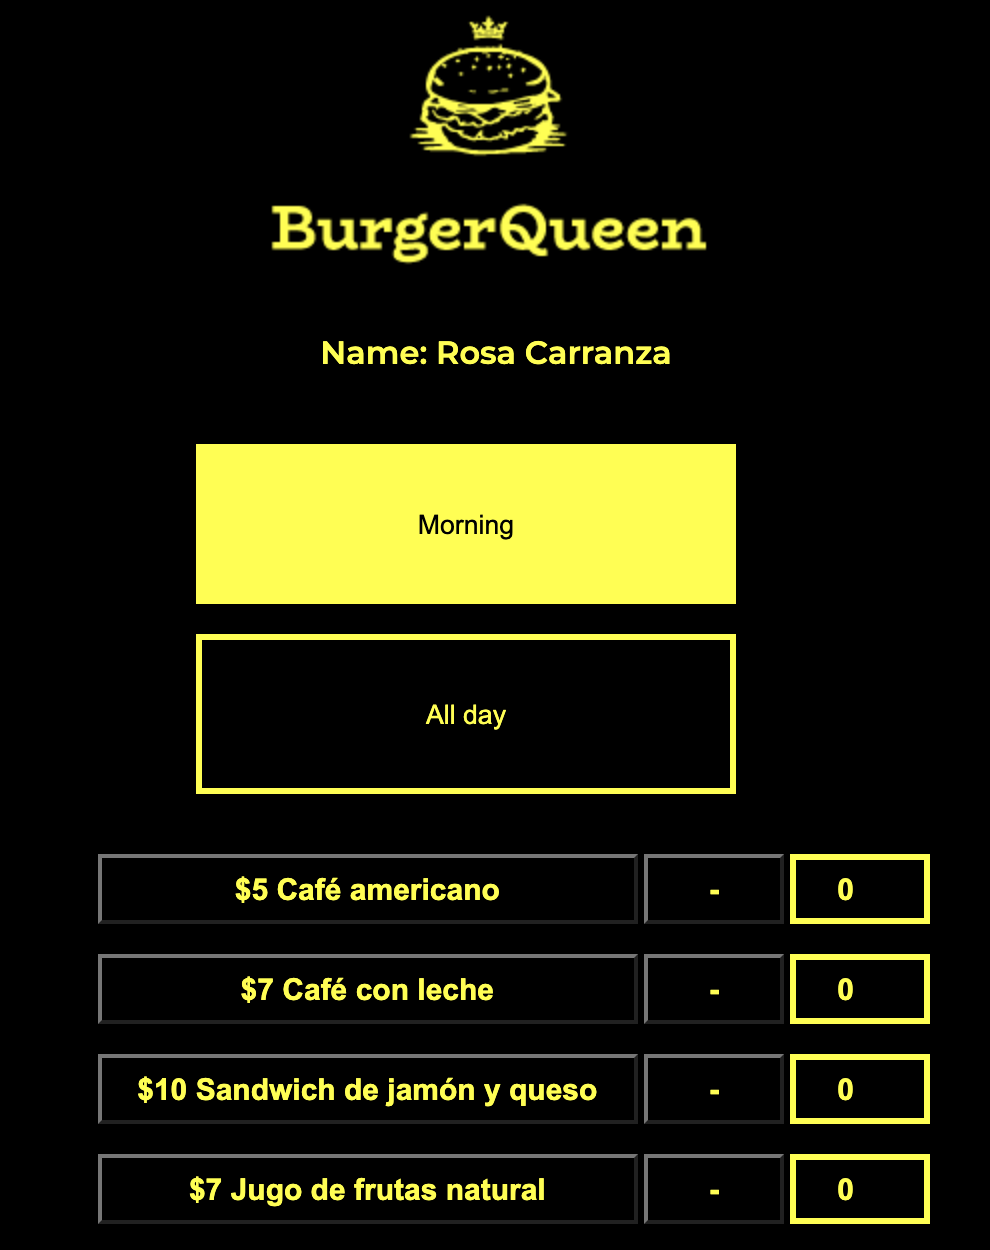 BurgerQueen
Name: Rosa Carranza
Morning
All day
$5 Café americano - 0
$7 Café con leche - 0
$10 Sandwich de jamón y queso - 0
$7 Jugo de frutas natural - 0